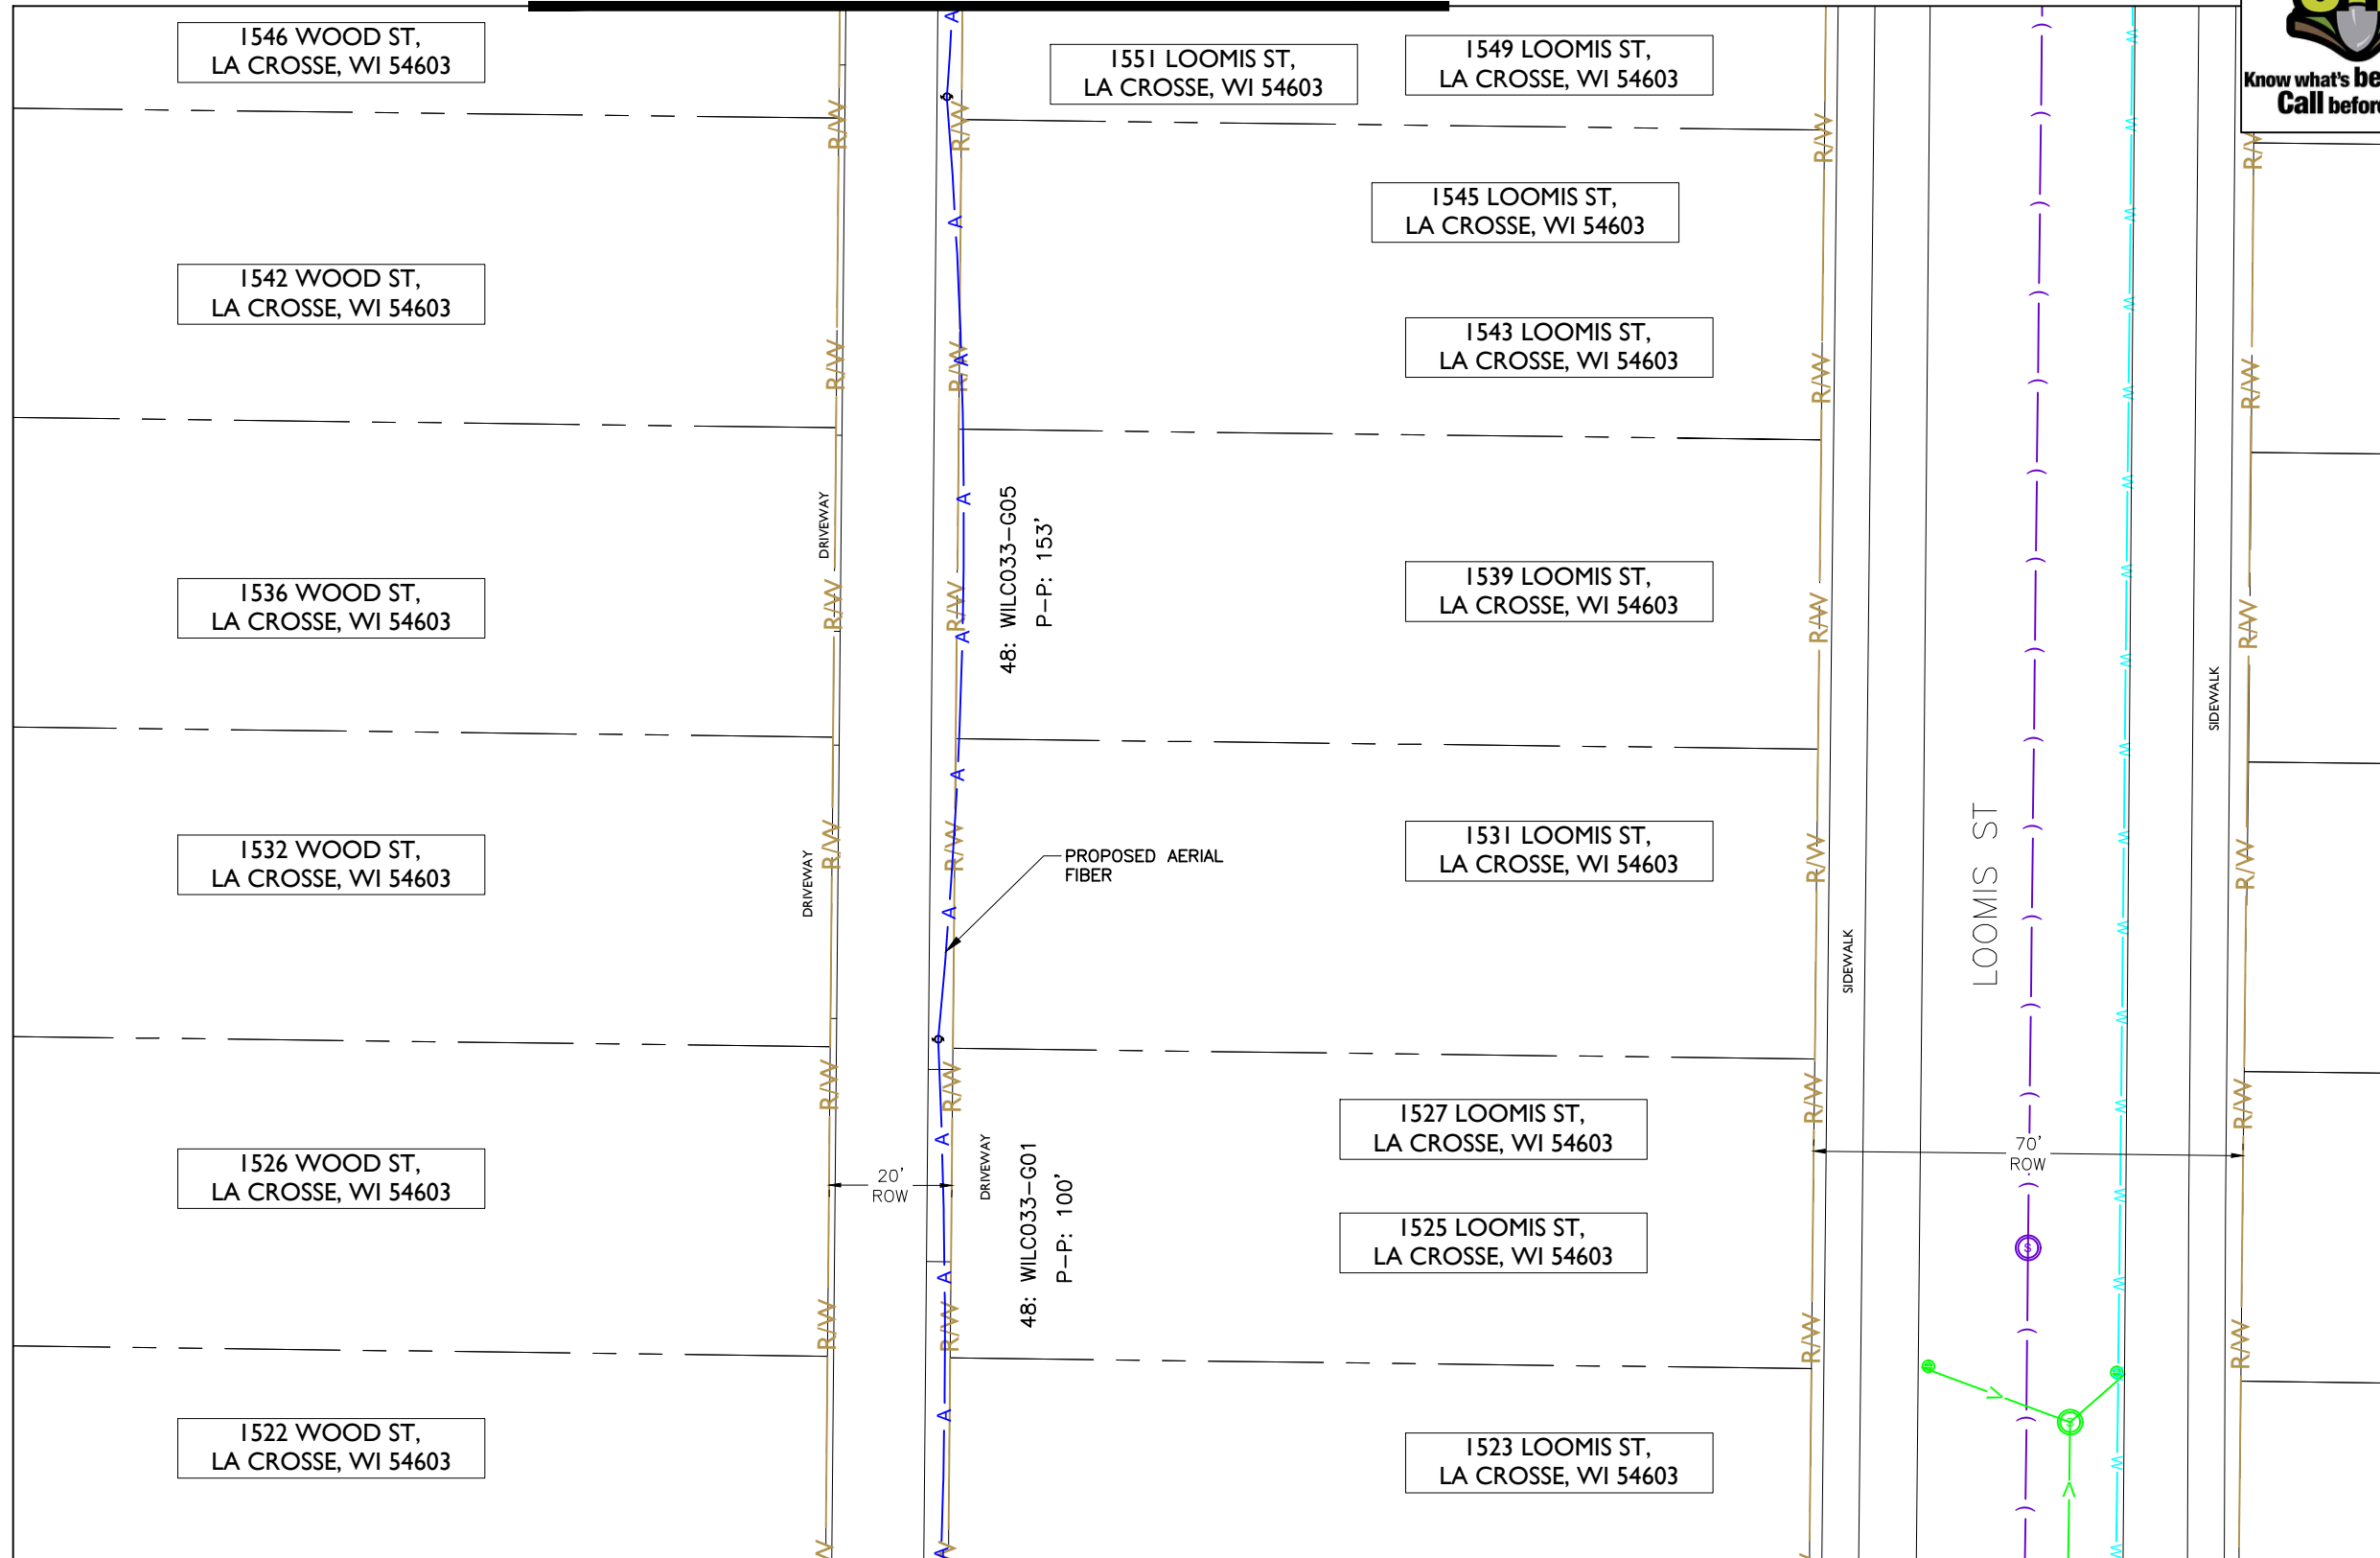 1546 WOOD ST,
LA CROSSE, WI 54603
1551 LOOMIS ST,
LA CROSSE, WI 54603
1549 LOOMIS ST,
LA CROSSE, WI 54603
Know what's
Call
1545 LOOMIS ST,
LA CROSSE, WI 54603
1542 WOOD ST,
LA CROSSE, WI 54603
1543 LOOMIS ST,
LA CROSSE, WI 54603
R/W
R/W
R/W
R/W
R/W
R/W
R/W
R/W
DRIVEWAY
48: WILC033-G05
P-P: 153'
1536 WOOD ST,
LA CROSSE, WI 54603
1539 LOOMIS ST,
LA CROSSE, WI 54603
R/W
R/W
R/W
R/W
SIDEWALK
1532 WOOD ST,
LA CROSSE, WI 54603
DRIVEWAY
R/W
R/W
PROPOSED AERIAL
FIBER
1531 LOOMIS ST,
LA CROSSE, WI 54603
R/W
R/W
LOOMIS ST
SIDEWALK
R/W
R/W
R/W
R/W
1527 LOOMIS ST,
LA CROSSE, WI 54603
1526 WOOD ST,
LA CROSSE, WI 54603
20'
ROW
DRIVEWAY
48: WILC033-G01
P-P: 100'
70'
ROW
1525 LOOMIS ST,
LA CROSSE, WI 54603
S
R/W
R/W
R/W
R/W
1522 WOOD ST,
LA CROSSE, WI 54603
1523 LOOMIS ST,
LA CROSSE, WI 54603